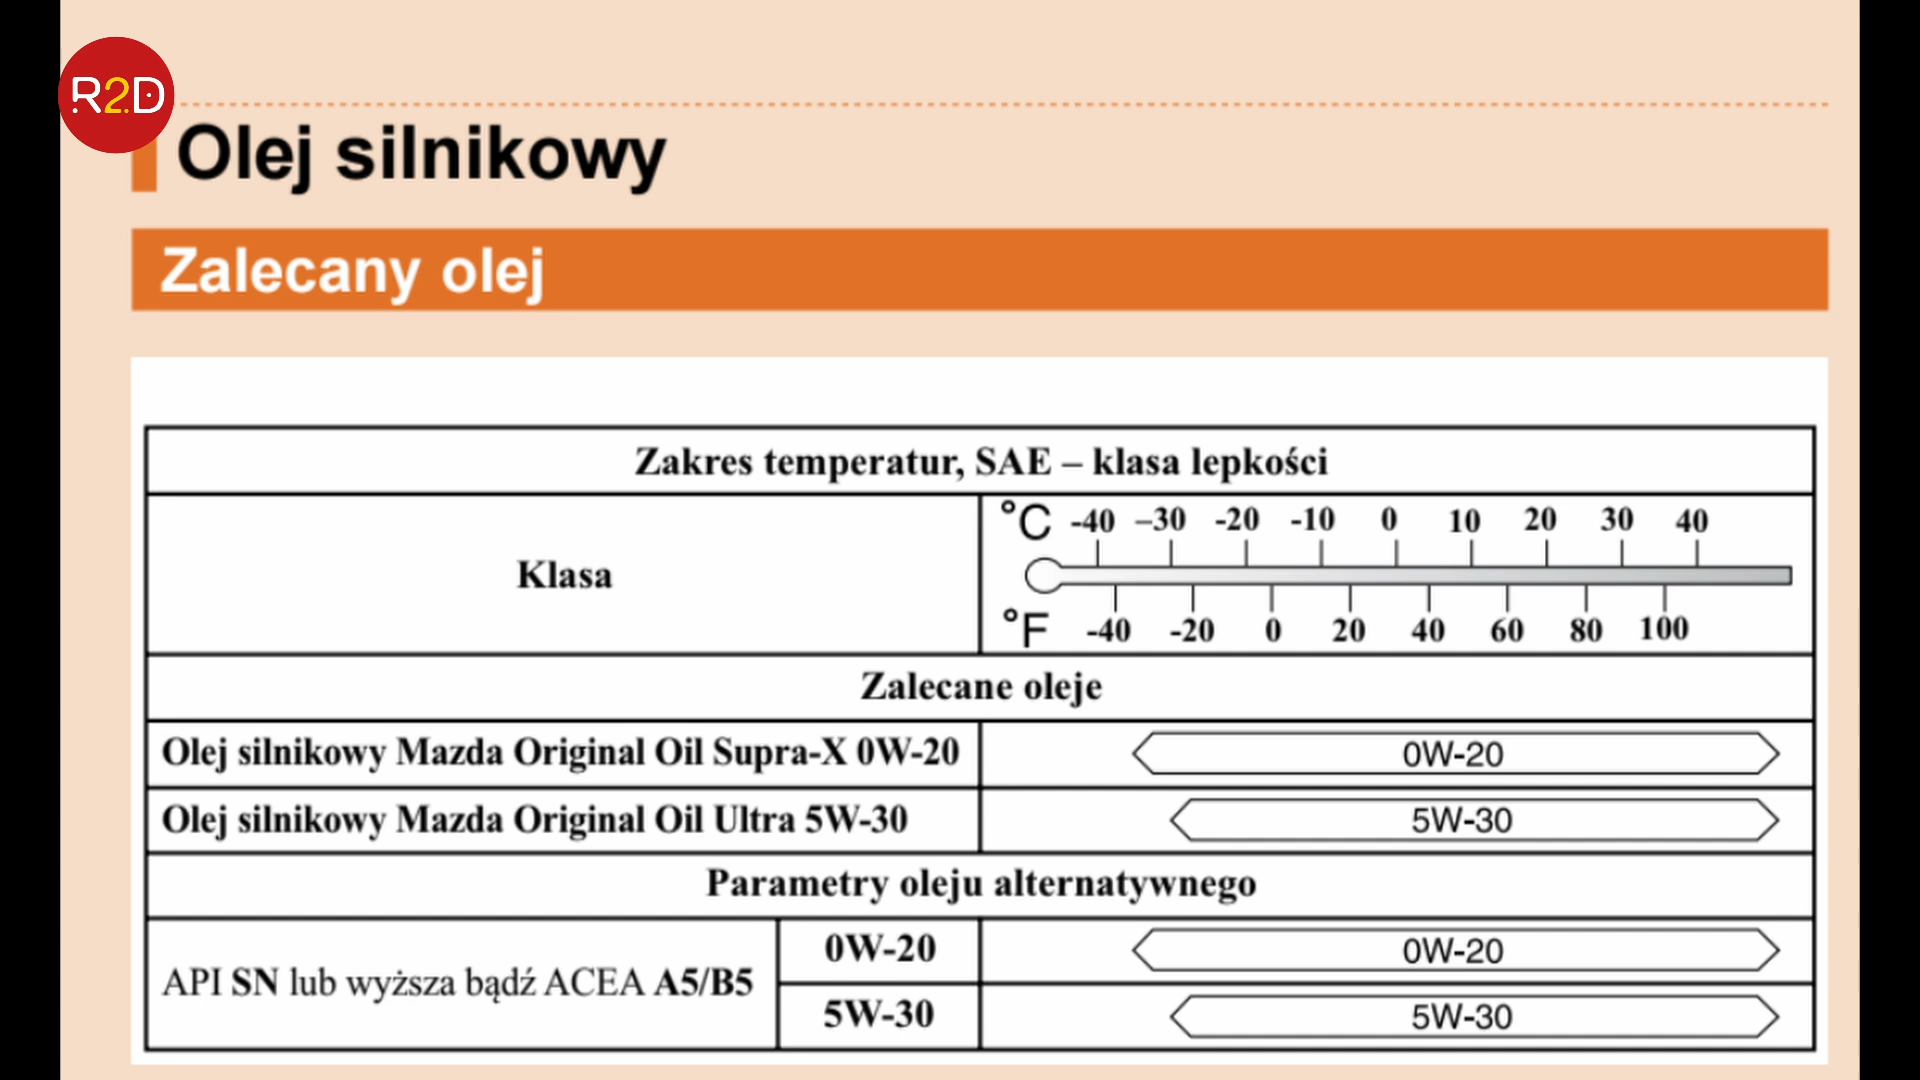 R2D
Olej silnikowy
Zalecany olej
Zakres temperatur, SAE – klasa lepkości
Klasa
°C -40 –30 -20 -10 0 10 20 30 40
°F -40 -20 0 20 40 60 80 100
Zalecane oleje
Olej silnikowy Mazda Original Oil Supra-X 0W-20 0W-20
Olej silnikowy Mazda Original Oil Ultra 5W-30 5W-30
Parametry oleju alternatywnego
API SN lub wyższa bądź ACEA A5/B5
0W-20 0W-20
5W-30 5W-30